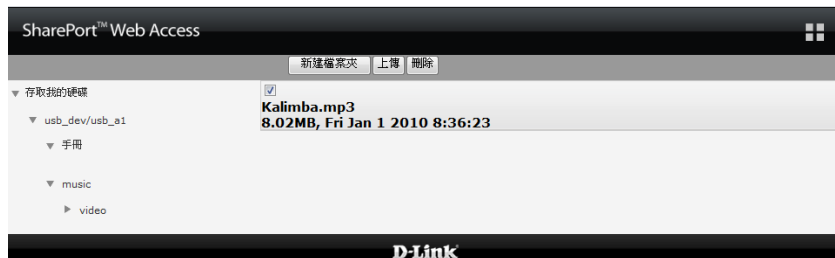 SharePort™ Web Access
新建檔案夾 上傳 刪除
存取我的硬碟
usb_dev/usb_a1
手冊
music
video
Kalimba.mp3
8.02MB, Fri Jan 1 2010 8:36:23
D-Link